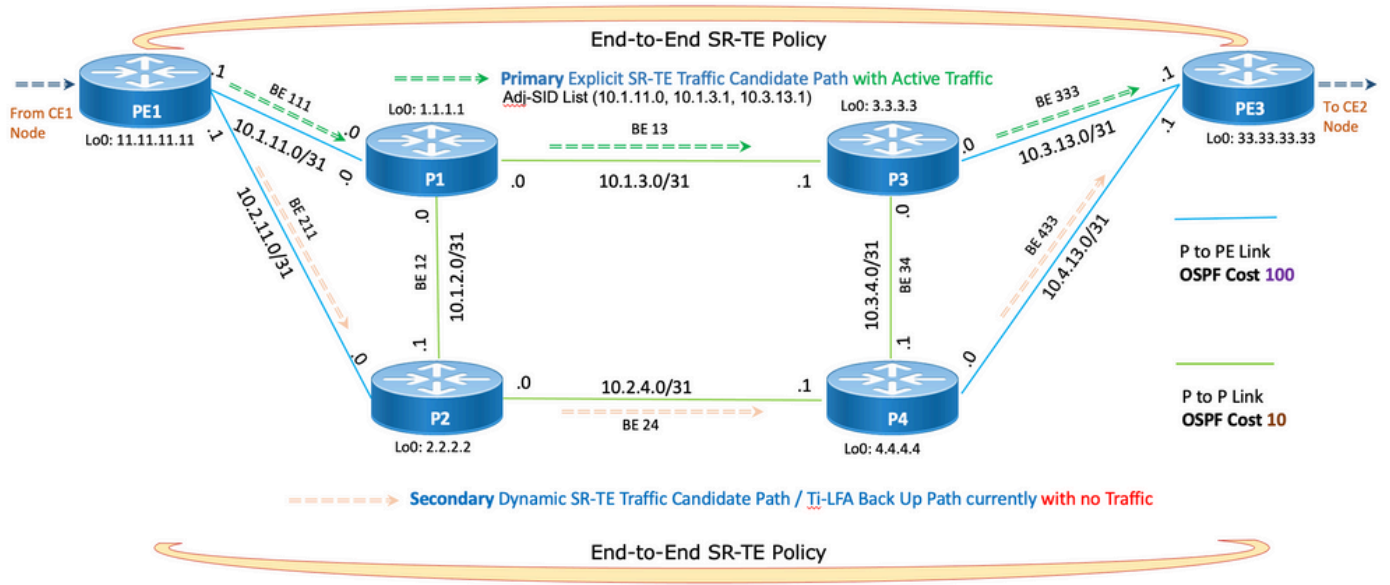 End-to-End SR-TE Policy
Primary Explicit SR-TE Traffic Candidate Path with Active Traffic
Adj-SID List (10.1.11.0, 10.1.3.1, 10.3.13.1)
From CE1
Node
PE1
Lo0: 11.11.11.11
.1
.1
BE 111
10.1.11.0/31
.0
.0
Lo0: 1.1.1.1
P1
.0
BE 13
10.1.3.0/31
.1
Lo0: 3.3.3.3
P3
.0
BE 333
10.3.13.0/31
.1
.1
PE3
Lo0: 33.33.33.33
To CE2
Node
BE 211
10.2.11.0/31
.0
.0
BE 12
10.1.2.0/31
.1
.0
BE 34
10.3.4.0/31
.1
BE 433
10.4.13.0/31
.0
P2
Lo0: 2.2.2.2
.0
10.2.4.0/31
BE 24
.1
P4
Lo0: 4.4.4.4
P to PE Link
OSPF Cost 100
P to P Link
OSPF Cost 10
Secondary Dynamic SR-TE Traffic Candidate Path / Ti-LFA Back Up Path currently with no Traffic
End-to-End SR-TE Policy